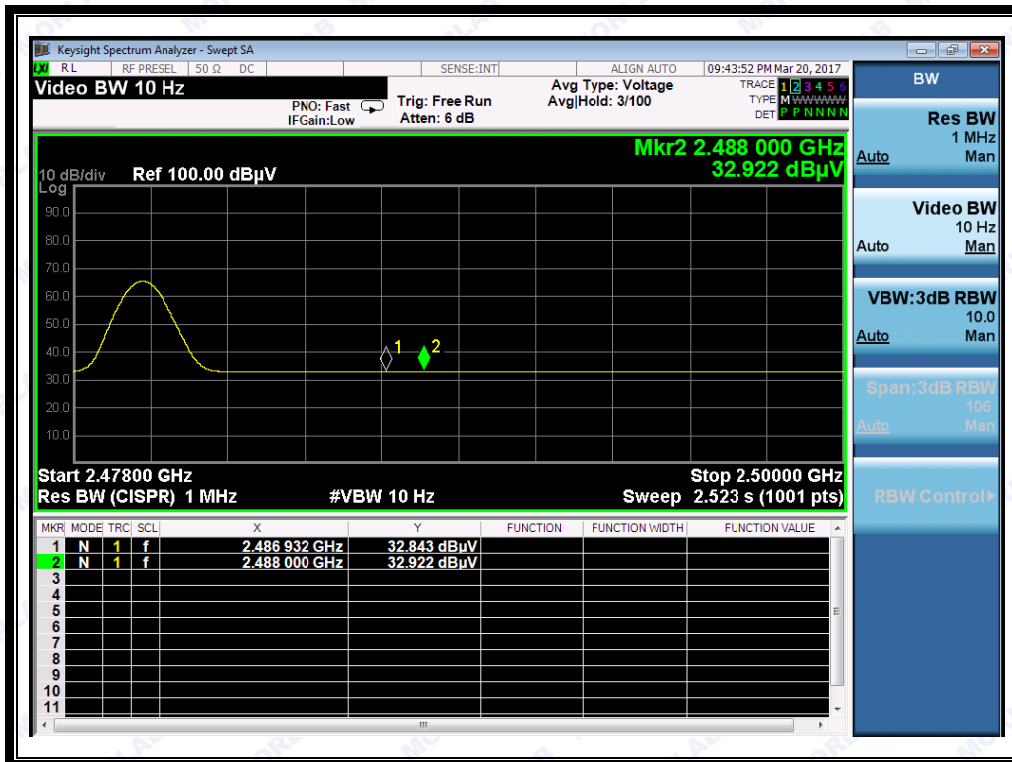 Keysight Spectrum Analyzer - Swept SA
LXI RL RF PRESEL 50 Ω DC SENSE:INT ALIGN AUTO 09:43:52 PM Mar 20, 2017
Video BW 10 Hz
PNO: Fast
IFGain:Low
Trig: Free Run
Atten: 6 dB
Avg Type: Voltage
Avg|Hold: 3/100
TRACE 1 2 3 4 5 6
TYPE M WWWWW
DET P P N N N N
Mkr2 2.488 000 GHz
32.922 dBµV
10 dB/div Ref 100.00 dBµV
Log
90.0
80.0
70.0
60.0
50.0
40.0
30.0
20.0
10.0
1
2
Start 2.47800 GHz Stop 2.50000 GHz
Res BW (CISPR) 1 MHz #VBW 10 Hz Sweep 2.523 s (1001 pts)
MKR MODE TRC SCL X Y FUNCTION FUNCTION WIDTH FUNCTION VALUE
1 N 1 f 2.486 932 GHz 32.843 dBµV
2 N 1 f 2.488 000 GHz 32.922 dBµV
3
4
5
6
7
8
9
10
11
BW
Res BW
1 MHz
Auto Man
Video BW
10 Hz
Auto Man
VBW:3dB RBW
10.0
Auto Man
Span:3dB RBW
106
Auto Man
RBW Control